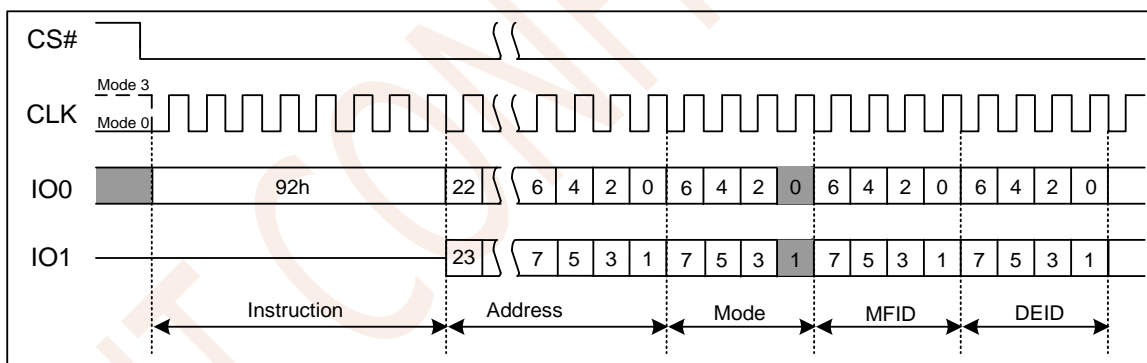 CS#
Mode 3
CLK
Mode 0
IO0 92h 22 6 4 2 0 6 4 2 0 6 4 2 0 6 4 2 0
IO1 23 7 5 3 1 7 5 3 1 7 5 3 1 7 5 3 1
Instruction Address Mode MFID DEID